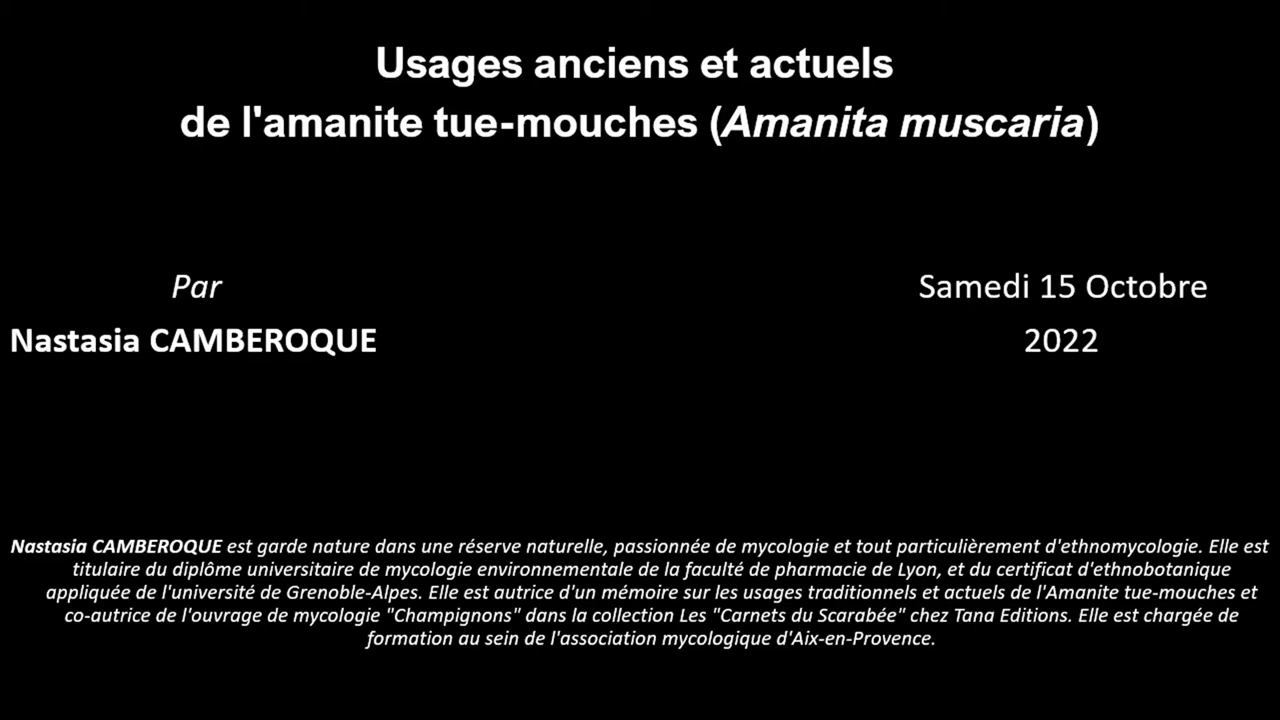 Usages anciens et actuels
de l'amanite tue-mouches (Amanita muscaria)
Par
Nastasia CAMBEROQUE
Samedi 15 Octobre
2022
Nastasia CAMBEROQUE est garde nature dans une réserve naturelle, passionnée de mycologie et tout particulièrement d'ethnomycologie. Elle est
titulaire du diplôme universitaire de mycologie environnementale de la faculté de pharmacie de Lyon, et du certificat d'ethnobotanique
appliquée de l'université de Grenoble-Alpes. Elle est autrice d'un mémoire sur les usages traditionnels et actuels de l'Amanite tue-mouches et
co-autrice de l'ouvrage de mycologie "Champignons" dans la collection Les "Carnets du Scarabée" chez Tana Editions. Elle est chargée de
formation au sein de l'association mycologique d'Aix-en-Provence.